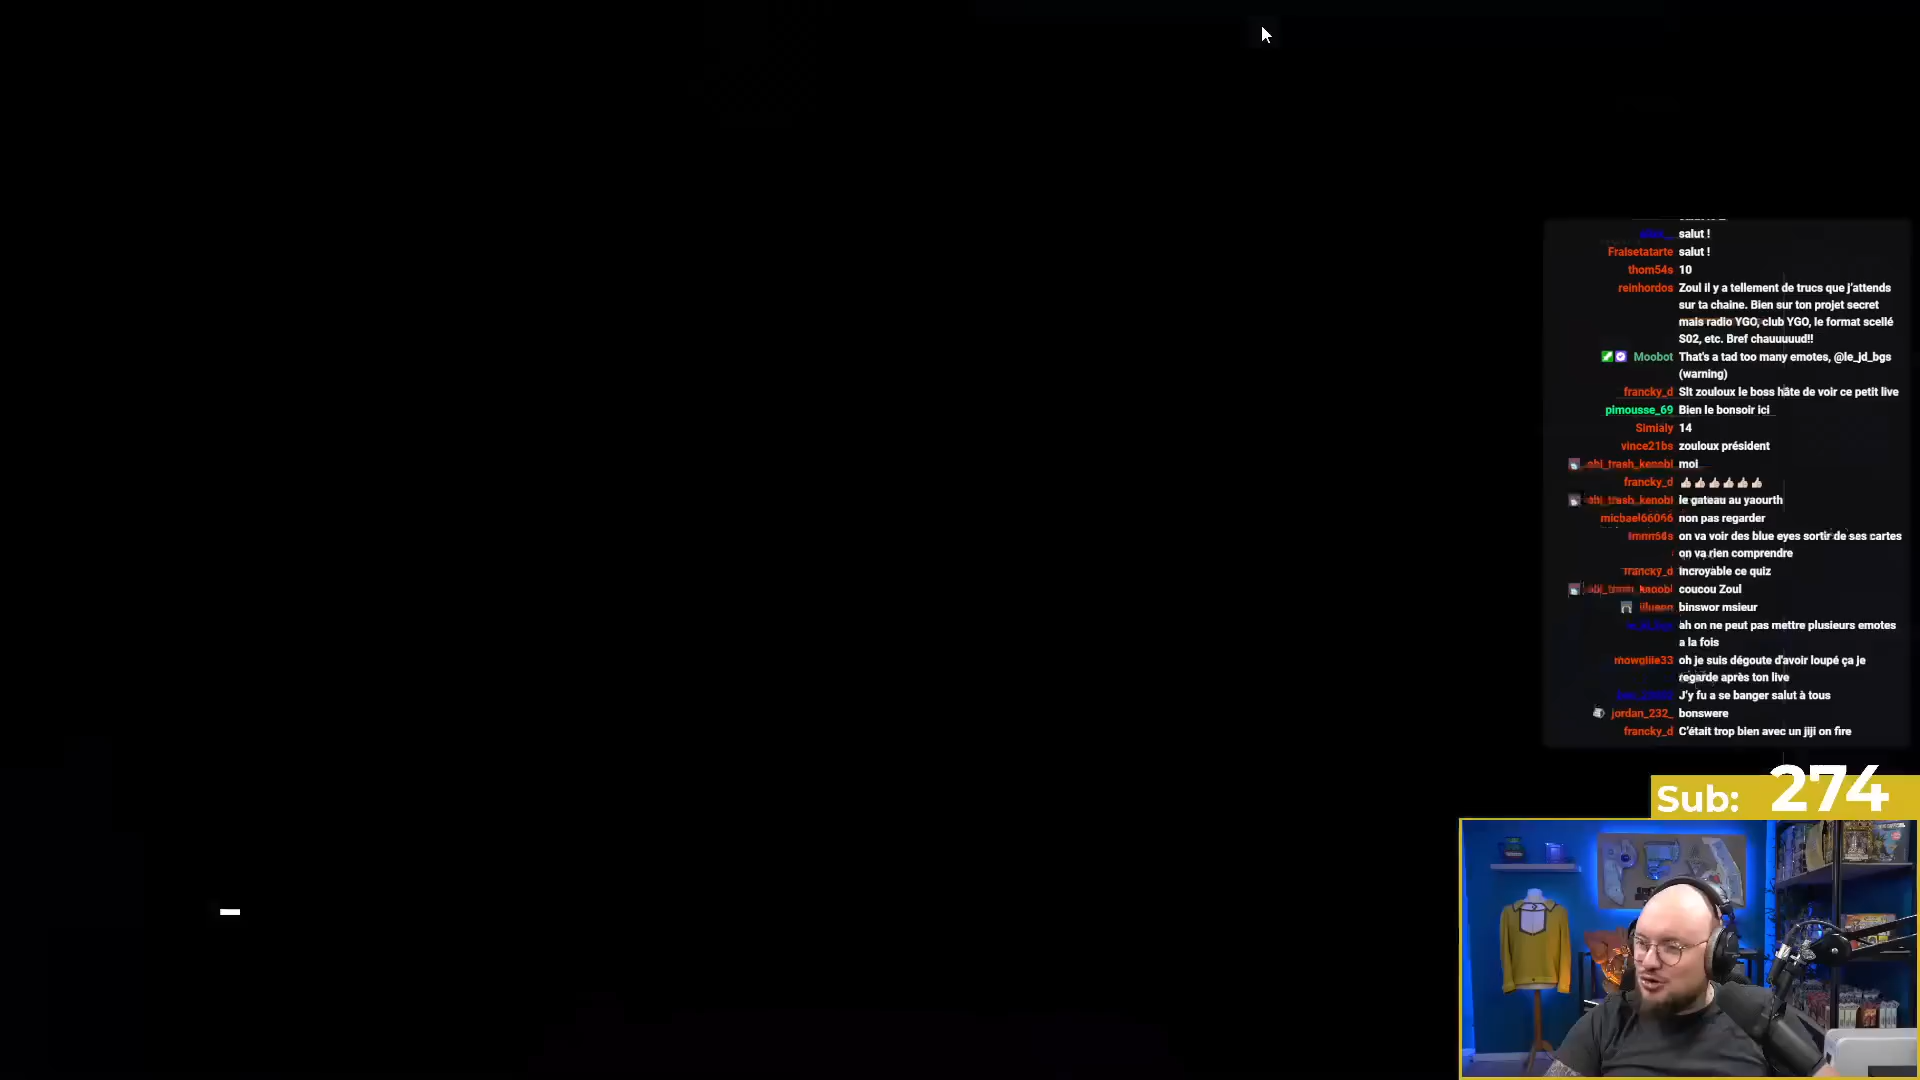 salut !
Fraisetatarte salut !
thom54s 10
reinhordos Zoul il y a tellement de trucs que j'attends
sur ta chaine. Bien sur ton projet secret
mais radio YGO, club YGO, le format scellé
S02, etc. Bref chauuuuud!!
Moobot That's a tad too many emotes, @le_jd_bgs
(warning)
francky_d Slt zouloux le boss hâte de voir ce petit live
pimousse_69 Bien le bonsoir ici
Simialy 14
vince21bs zouloux président
obi_trash_kenobi moi
francky_d 👍🏻👍🏻👍🏻👍🏻👍🏻👍🏻
obi_trash_kenobi le gateau au yaourth
michael66066 non pas regarder
on va voir des blue eyes sortir de ses cartes
on va rien comprendre
francky_d incroyable ce quiz
coucou Zoul
binswor msieur
ah on ne peut pas mettre plusieurs emotes
a la fois
mowgliie33 oh je suis dégoute d'avoir loupé ça je
regarde après ton live
J'y fu a se banger salut à tous
jordan_232_ bonswere
francky_d C'était trop bien avec un jiji on fire
Sub: 274